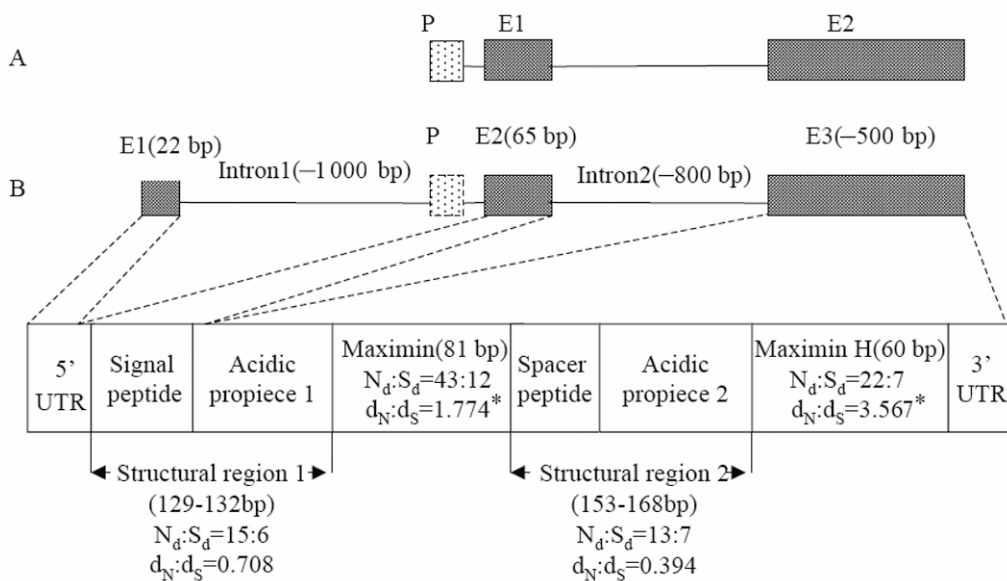 P E1 E2
A
E1(22 bp) P E2(65 bp) E3(–500 bp)
Intron1(–1 000 bp) Intron2(–800 bp)
B
5’ UTR
Signal peptide
Acidic propiece 1
Maximin(81 bp)
Nd:Sd=43:12
dN:dS=1.774*
Spacer peptide
Acidic propiece 2
Maximin H(60 bp)
Nd:Sd=22:7
dN:dS=3.567*
3’ UTR
Structural region 1
(129-132bp)
Nd:Sd=15:6
dN:dS=0.708
Structural region 2
(153-168bp)
Nd:Sd=13:7
dN:dS=0.394